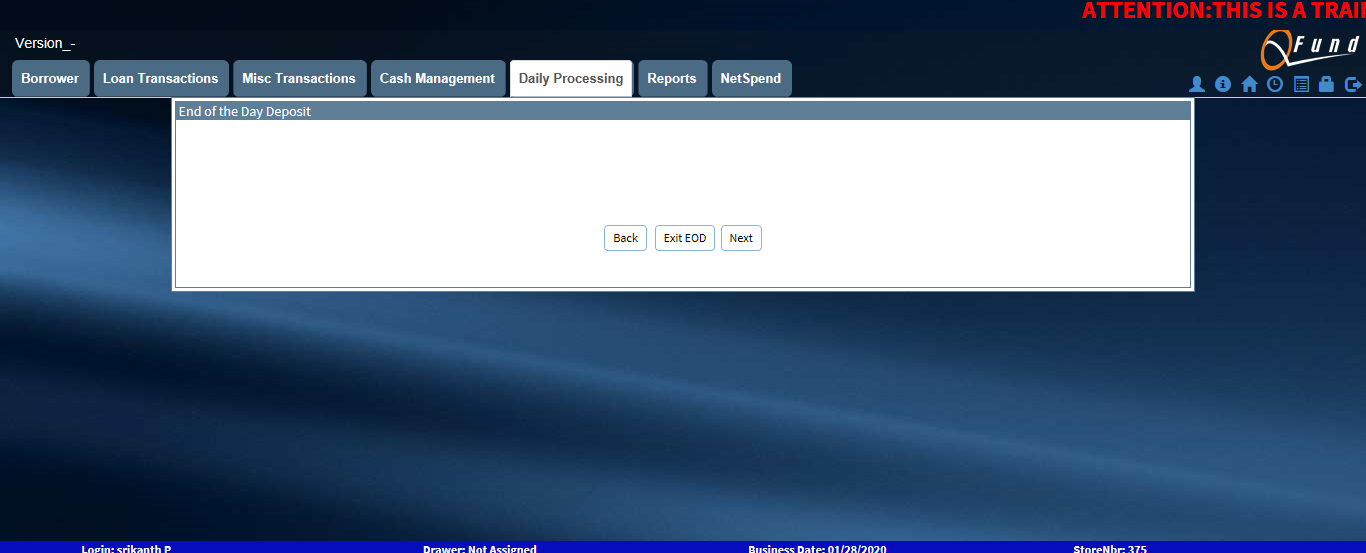 ATTENTION:THIS IS A TRAI
Version_-
Fund
Borrower Loan Transactions Misc Transactions Cash Management Daily Processing Reports NetSpend
End of the Day Deposit
Back Exit EOD Next
Login: srikanth P Drawer: Not Assigned Business Date: 01/28/2020 StoreNbr: 375